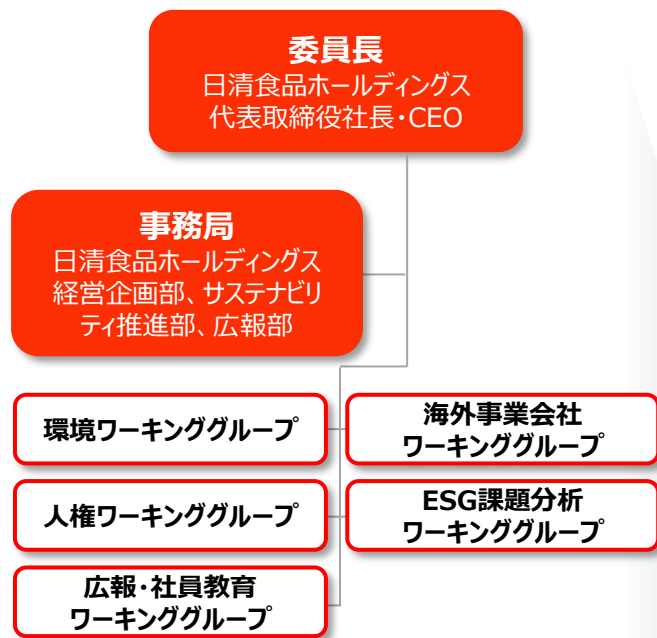 委員長
日清食品ホールディングス
代表取締役社長・CEO
事務局
日清食品ホールディングス
経営企画部、サステナビリ
ティ推進部、広報部
環境ワーキンググループ
海外事業会社
ワーキンググループ
人権ワーキンググループ
ESG課題分析
ワーキンググループ
広報・社員教育
ワーキンググループ